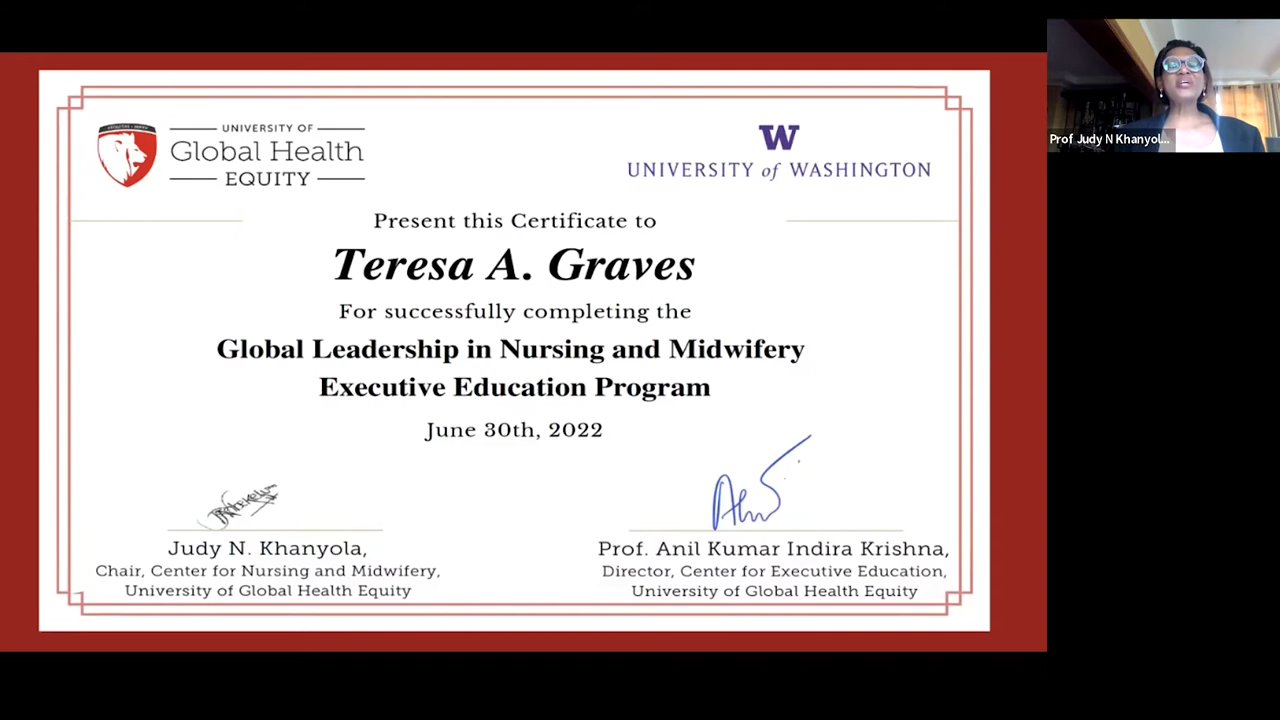 UNIVERSITY OF
Global Health
EQUITY
W
UNIVERSITY of WASHINGTON
Present this Certificate to
Teresa A. Graves
For successfully completing the
Global Leadership in Nursing and Midwifery
Executive Education Program
June 30th, 2022
Judy N. Khanyola,
Chair, Center for Nursing and Midwifery,
University of Global Health Equity
Prof. Anil Kumar Indira Krishna,
Director, Center for Executive Education,
University of Global Health Equity
Prof Judy N Khanyol...